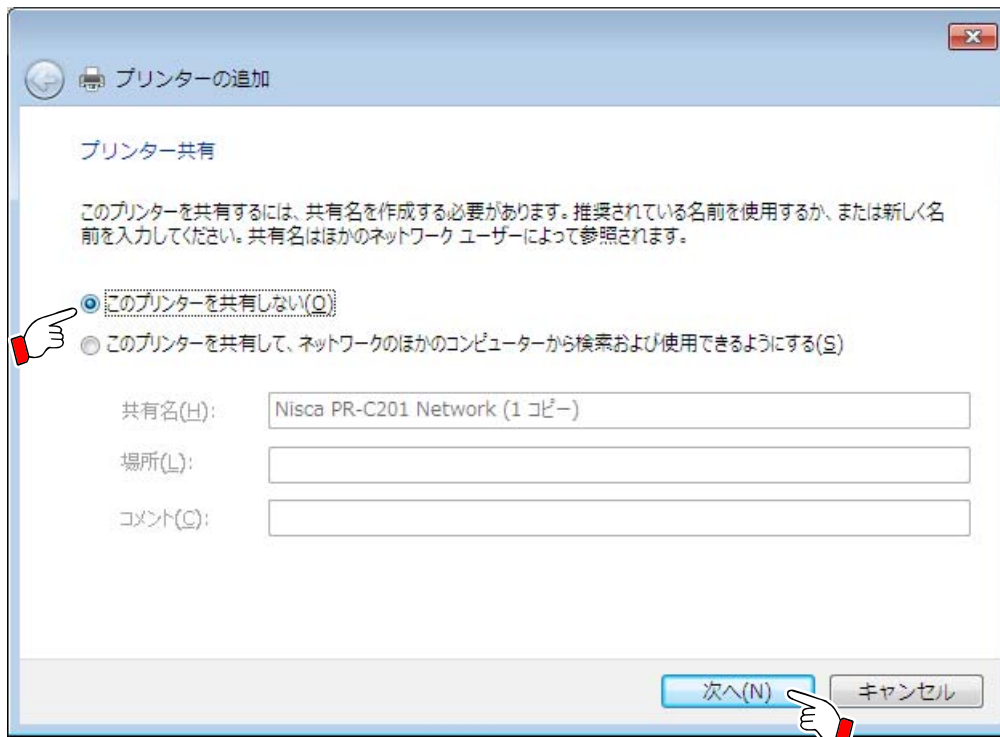 プリンターの追加
プリンター共有
このプリンターを共有するには、共有名を作成する必要があります。推奨されている名前を使用するか、または新しく名
前を入力してください。共有名はほかのネットワーク ユーザーによって参照されます。
このプリンターを共有しない(O)
このプリンターを共有して、ネットワークのほかのコンピューターから検索および使用できるようにする(S)
共有名(H): Nisca PR-C201 Network (1 コピー)
場所(L):
コメント(C):
次へ(N) キャンセル